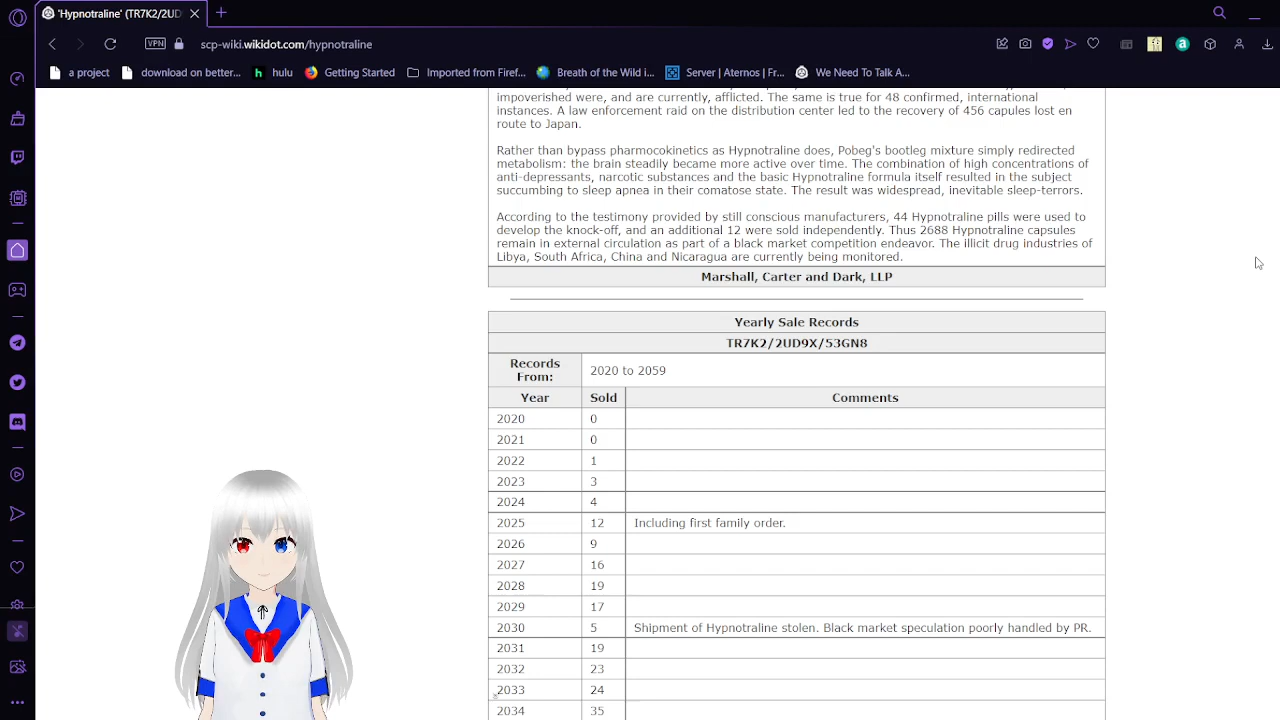 'Hypnotraline' (TR7K2/2UD
VPN
scp-wiki.wikidot.com/hypnotraline
a project
download on better...
hulu
Getting Started
Imported from Firef...
Breath of the Wild i...
Server | Aternos | Fr...
We Need To Talk A...
impoverished were, and are currently, afflicted. The same is true for 48 confirmed, international
instances. A law enforcement raid on the distribution center led to the recovery of 456 capules lost en
route to Japan.
Rather than bypass pharmocokinetics as Hypnotraline does, Pobeg's bootleg mixture simply redirected
metabolism: the brain steadily became more active over time. The combination of high concentrations of
anti-depressants, narcotic substances and the basic Hypnotraline formula itself resulted in the subject
succumbing to sleep apnea in their comatose state. The result was widespread, inevitable sleep-terrors.
According to the testimony provided by still conscious manufacturers, 44 Hypnotraline pills were used to
develop the knock-off, and an additional 12 were sold independently. Thus 2688 Hypnotraline capsules
remain in external circulation as part of a black market competition endeavor. The illicit drug industries of
Libya, South Africa, China and Nicaragua are currently being monitored.
Marshall, Carter and Dark, LLP
Yearly Sale Records
TR7K2/2UD9X/53GN8
Records From: 2020 to 2059
Year Sold Comments
2020 0
2021 0
2022 1
2023 3
2024 4
2025 12 Including first family order.
2026 9
2027 16
2028 19
2029 17
2030 5 Shipment of Hypnotraline stolen. Black market speculation poorly handled by PR.
2031 19
2032 23
2033 24
2034 35